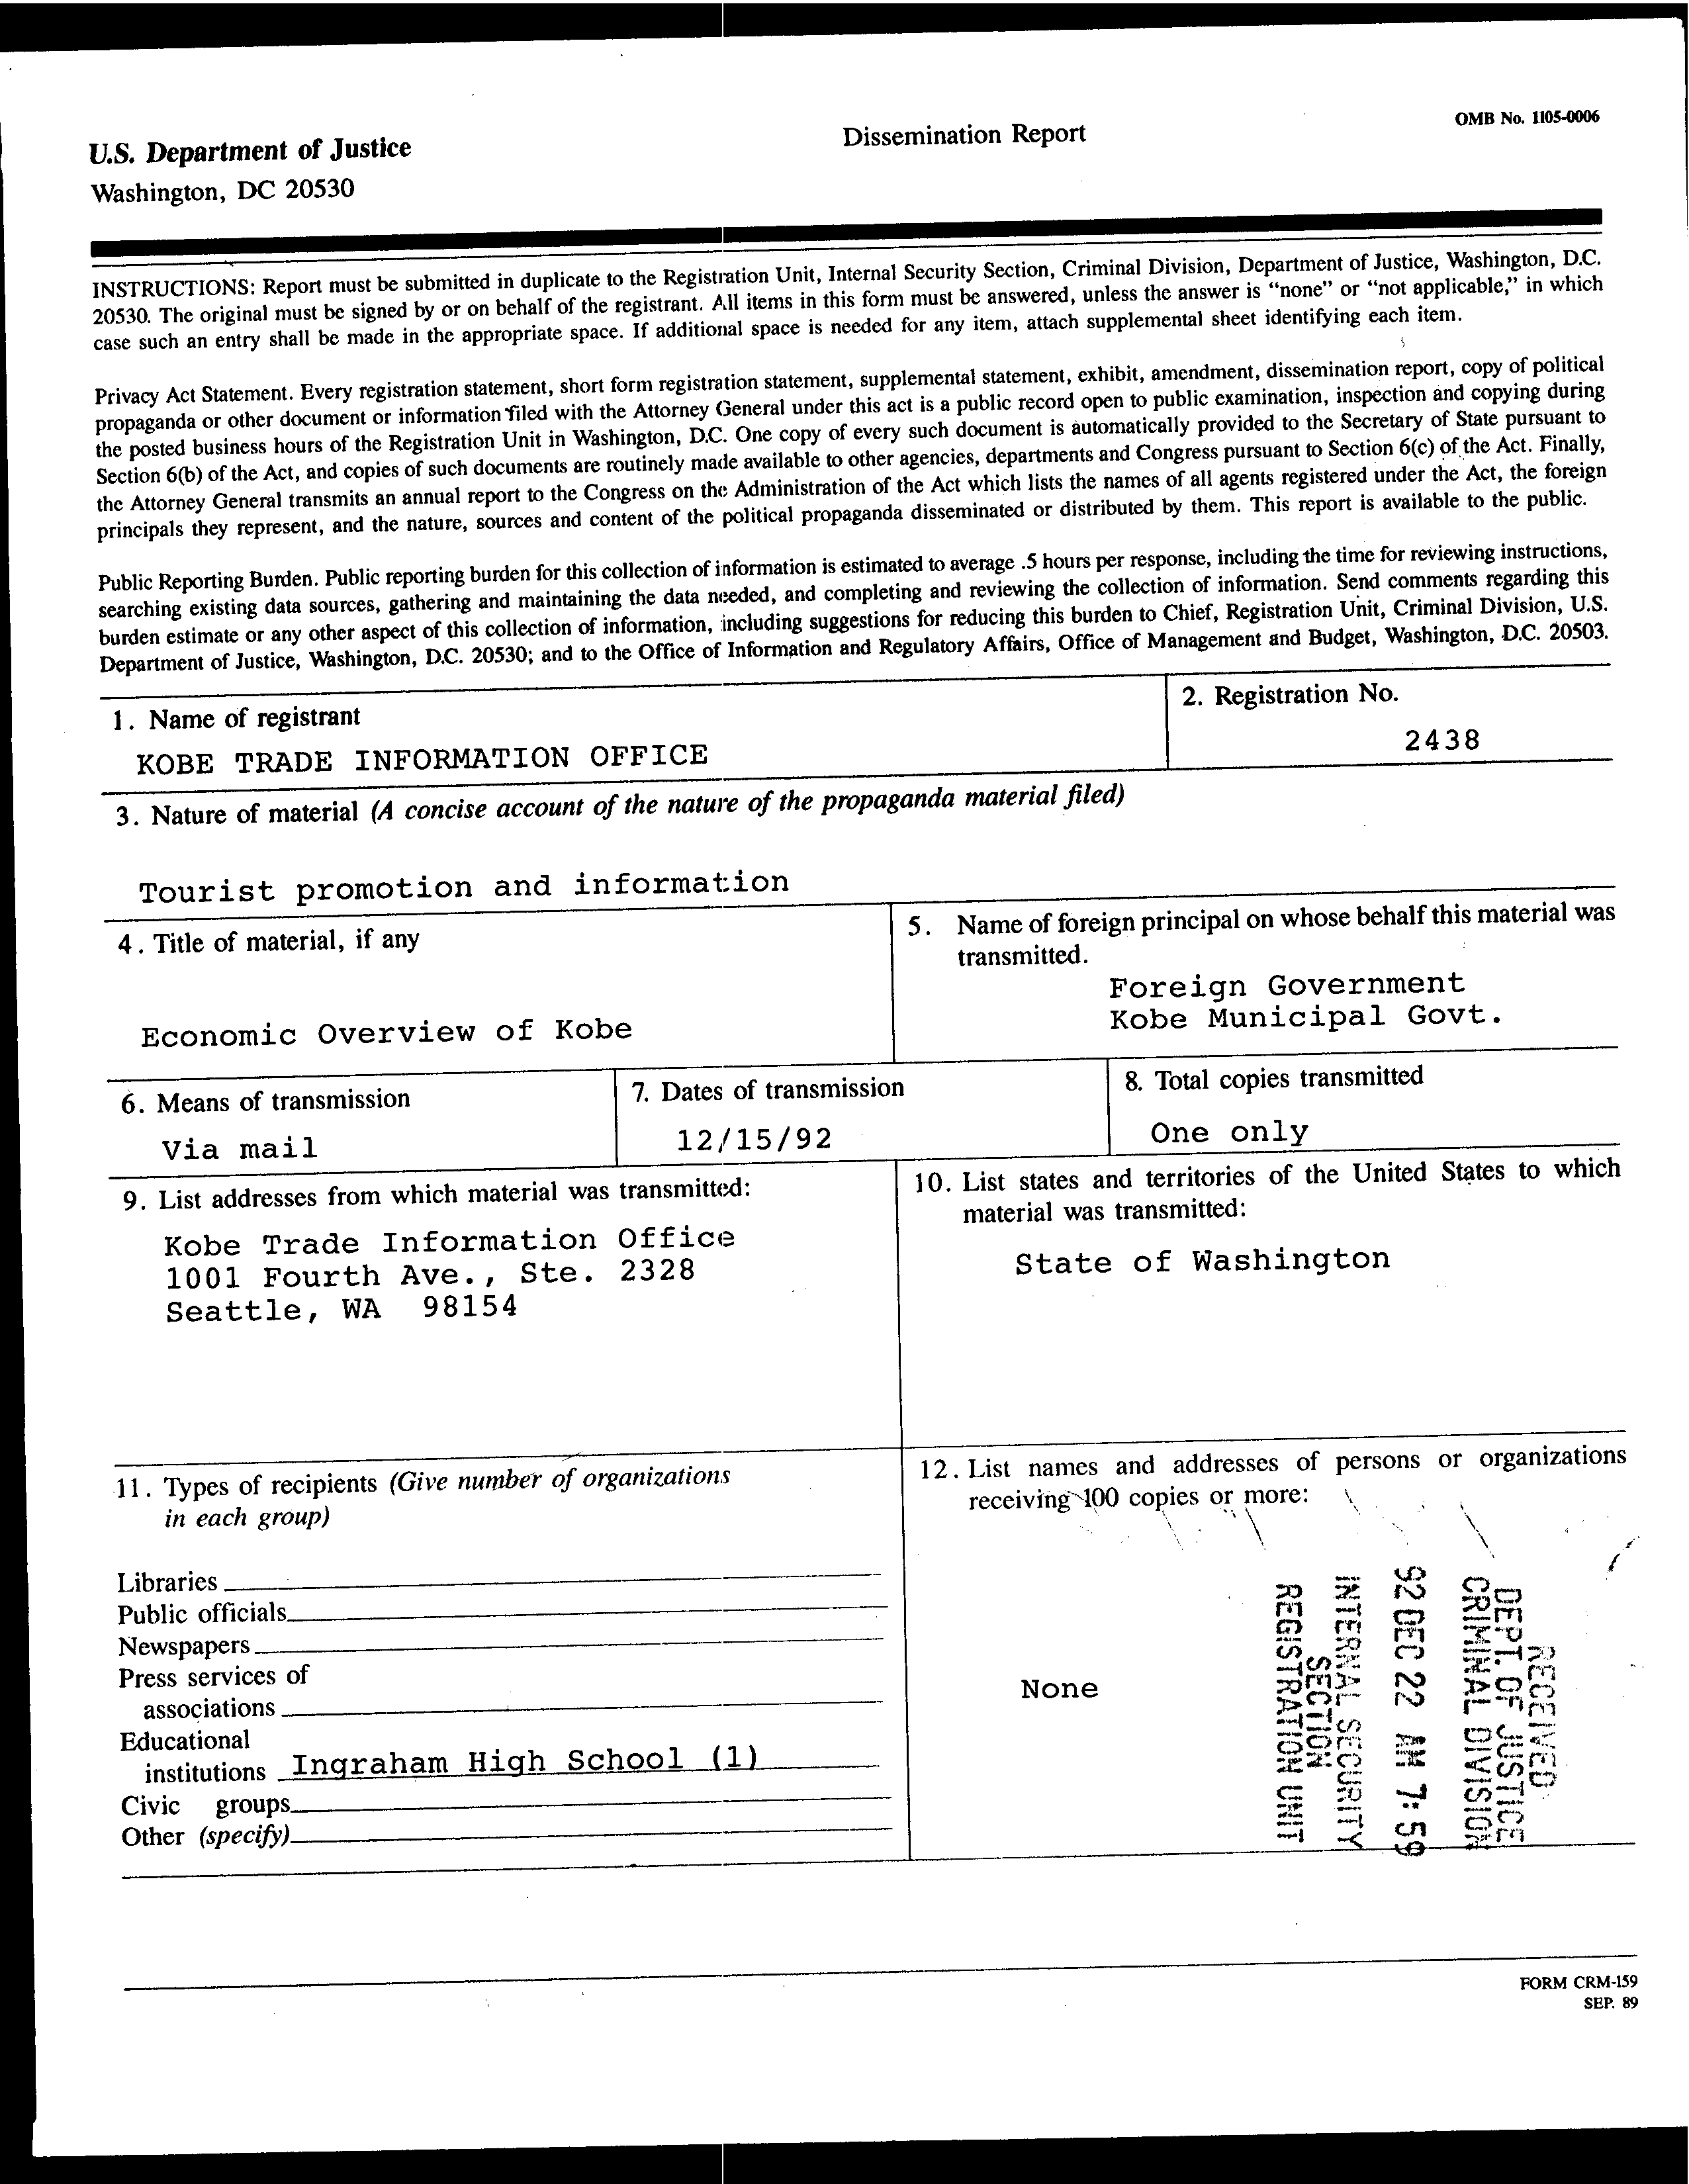 OMB No. 1105-0006
U.S. Department of Justice
Dissemination Report
Washington, DC 20530
INSTRUCTIONS: Report must be submitted in duplicate to the Registration Unit, Internal Security Section, Criminal Division, Department of Justice, Washington, D.C.
20530. The original must be signed by or on behalf of the registrant. All items in this form must be answered, unless the answer is “none” or “not applicable,” in which
case such an entry shall be made in the appropriate space. If additional space is needed for any item, attach supplemental sheet identifying each item.
Privacy Act Statement. Every registration statement, short form registration statement, supplemental statement, exhibit, amendment, dissemination report, copy of political
propaganda or other document or information filed with the Attorney General under this act is a public record open to public examination, inspection and copying during
the posted business hours of the Registration Unit in Washington, D.C. One copy of every such document is automatically provided to the Secretary of State pursuant to
Section 6(b) of the Act, and copies of such documents are routinely made available to other agencies, departments and Congress pursuant to Section 6(c) of the Act. Finally,
the Attorney General transmits an annual report to the Congress on the Administration of the Act which lists the names of all agents registered under the Act, the foreign
principals they represent, and the nature, sources and content of the political propaganda disseminated or distributed by them. This report is available to the public.
Public Reporting Burden. Public reporting burden for this collection of information is estimated to average .5 hours per response, including the time for reviewing instructions,
searching existing data sources, gathering and maintaining the data needed, and completing and reviewing the collection of information. Send comments regarding this
burden estimate or any other aspect of this collection of information, including suggestions for reducing this burden to Chief, Registration Unit, Criminal Division, U.S.
Department of Justice, Washington, D.C. 20530; and to the Office of Information and Regulatory Affairs, Office of Management and Budget, Washington, D.C. 20503.
1. Name of registrant
KOBE TRADE INFORMATION OFFICE
2. Registration No.
2438
3. Nature of material (A concise account of the nature of the propaganda material filed)
Tourist promotion and information
4. Title of material, if any
Economic Overview of Kobe
5. Name of foreign principal on whose behalf this material was
transmitted.
Foreign Government
Kobe Municipal Govt.
6. Means of transmission
Via mail
7. Dates of transmission
12/15/92
8. Total copies transmitted
One only
9. List addresses from which material was transmitted:
Kobe Trade Information Office
1001 Fourth Ave., Ste. 2328
Seattle, WA 98154
10. List states and territories of the United States to which
material was transmitted:
State of Washington
11. Types of recipients (Give number of organizations
in each group)
Libraries
Public officials
Newspapers
Press services of
associations
Educational
institutions Ingraham High School (1)
Civic groups
Other (specify)
12. List names and addresses of persons or organizations
receiving 100 copies or more:
None
RECEIVED
DEPT. OF JUSTICE
CRIMINAL DIVISION
92 DEC 22 AM 7:59
INTERNAL SECURITY
SECTION
REGISTRATION UNIT
FORM CRM-159
SEP. 89